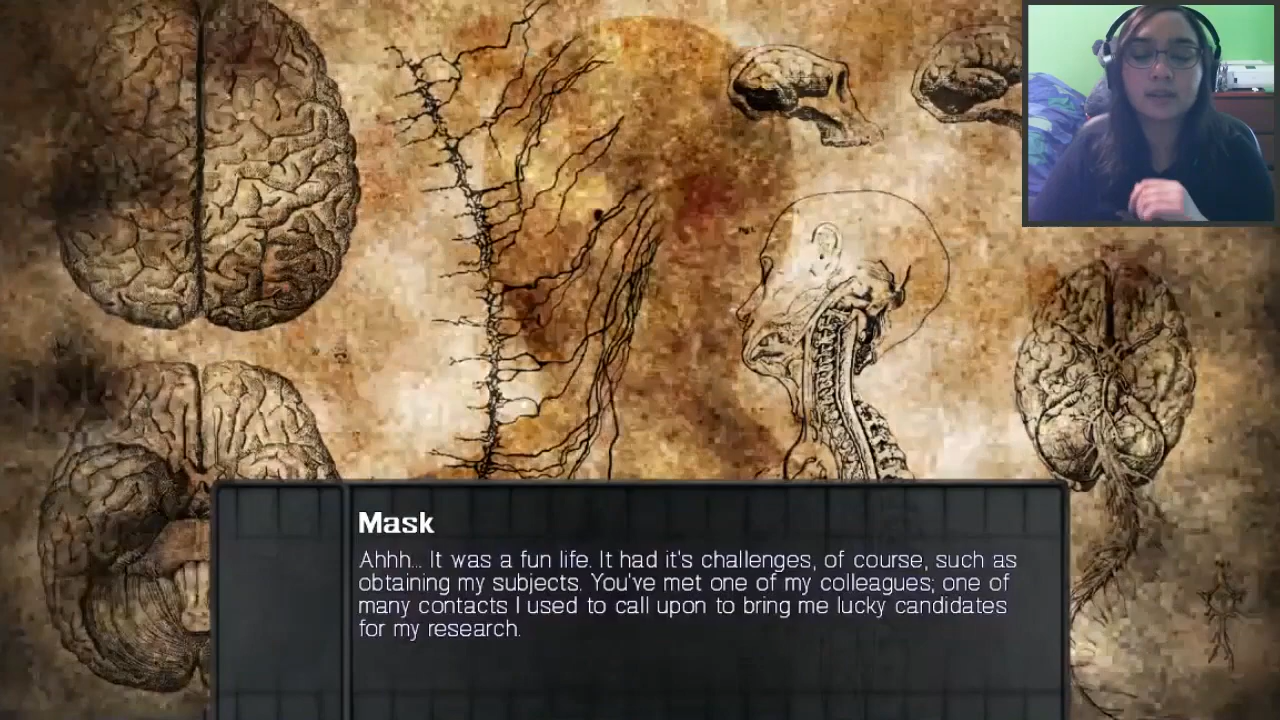 Mask
Ahhh... It was a fun life. It had it's challenges, of course, such as
obtaining my subjects. You've met one of my colleagues; one of
many contacts I used to call upon to bring me lucky candidates
for my research.